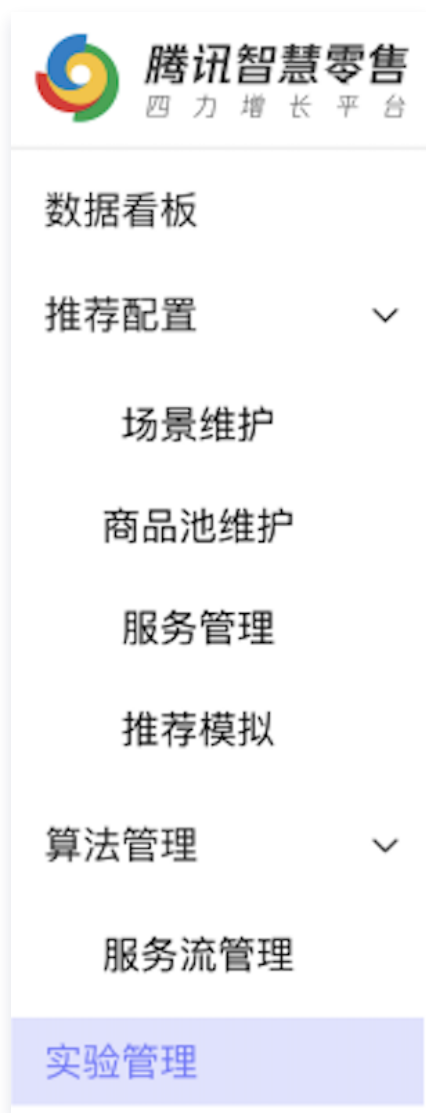 腾讯智慧零售
四力增长平台
数据看板
推荐配置
场景维护
商品池维护
服务管理
推荐模拟
算法管理
服务流管理
实验管理